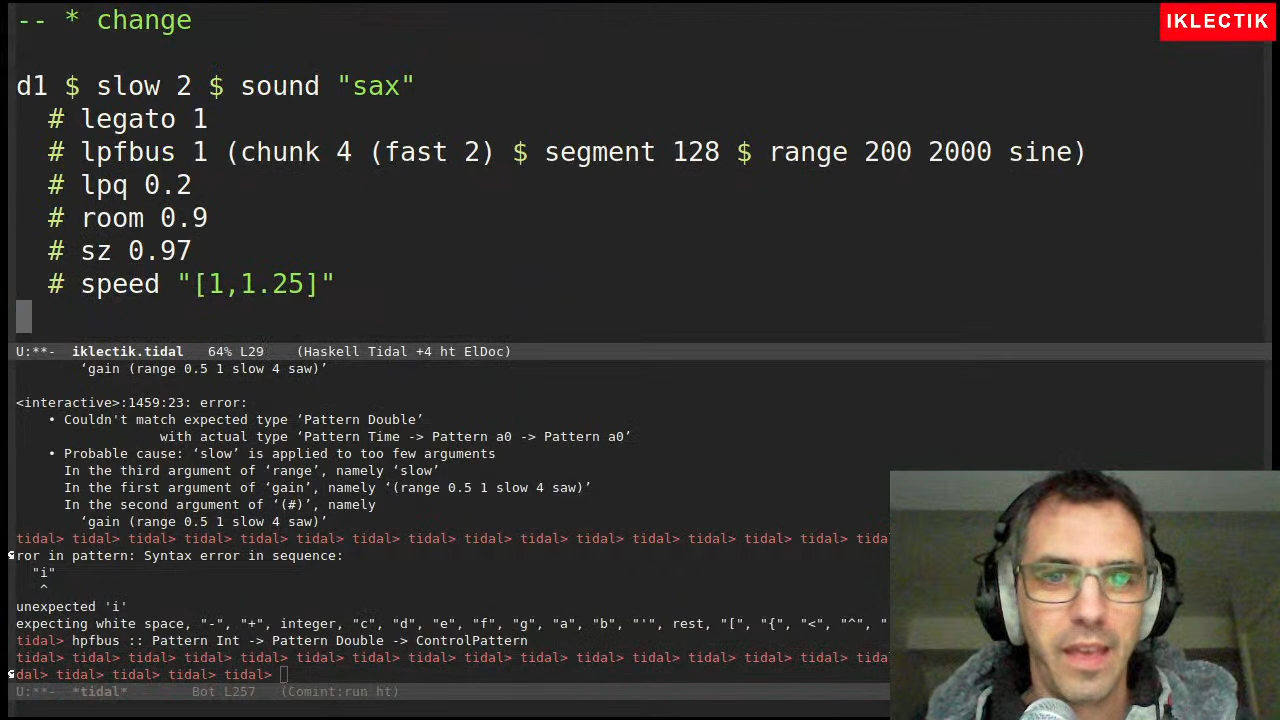 -- * change
IKLECTIK
d1 $ slow 2 $ sound "sax"
# legato 1
# lpfbus 1 (chunk 4 (fast 2) $ segment 128 $ range 200 2000 sine)
# lpq 0.2
# room 0.9
# sz 0.97
# speed "[1,1.25]"
U:**- iklectik.tidal 64% L29 (Haskell Tidal +4 ht ElDoc)
‘gain (range 0.5 1 slow 4 saw)’
<interactive>:1459:23: error:
• Couldn't match expected type ‘Pattern Double’
with actual type ‘Pattern Time -> Pattern a0 -> Pattern a0’
• Probable cause: ‘slow’ is applied to too few arguments
In the third argument of ‘range’, namely ‘slow’
In the first argument of ‘gain’, namely ‘(range 0.5 1 slow 4 saw)’
In the second argument of ‘(#)’, namely
‘gain (range 0.5 1 slow 4 saw)’
tidal> tidal> tidal> tidal> tidal> tidal> tidal> tidal> tidal> tidal> tidal> tidal> tidal> tidal> tidal> tida
ror in pattern: Syntax error in sequence:
"i"
^
unexpected 'i'
expecting white space, "-", "+", integer, "c", "d", "e", "f", "g", "a", "b", "'", rest, "[", "{", "<", "^", "
tidal> hpfbus :: Pattern Int -> Pattern Double -> ControlPattern
tidal> tidal> tidal> tidal> tidal> tidal> tidal> tidal> tidal> tidal> tidal> tidal> tidal> tidal> tidal> tida
dal> tidal> tidal> tidal> tidal>
U:**- *tidal* Bot L257 (Comint:run ht)